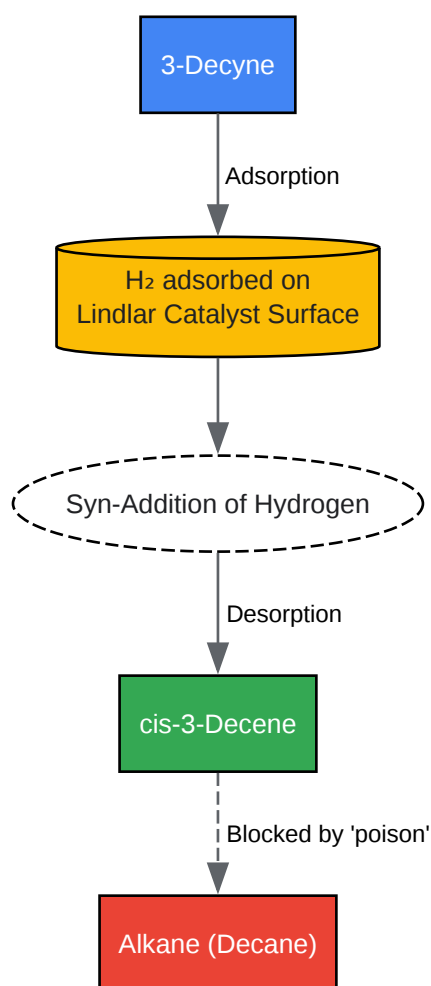 3-Decyne
Adsorption
H₂ adsorbed on
Lindlar Catalyst Surface
Syn-Addition of Hydrogen
Desorption
cis-3-Decene
Blocked by 'poison'
Alkane (Decane)